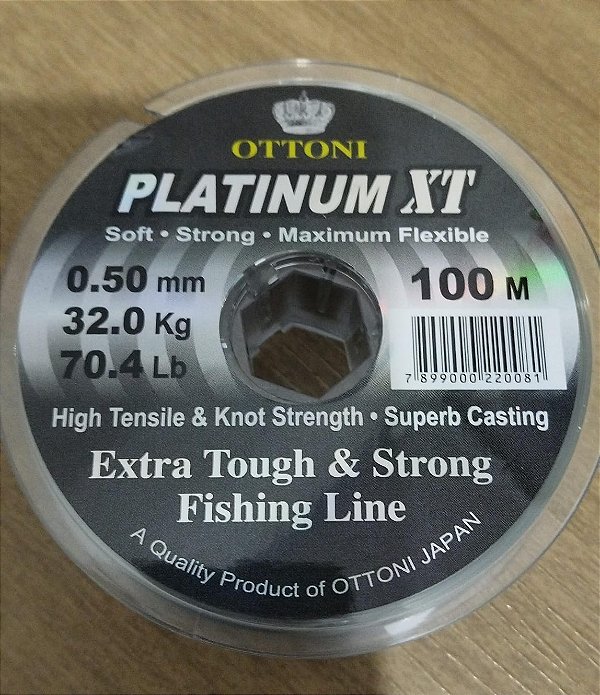 OTTONI
PLATINUM XT
Soft • Strong • Maximum Flexible
0.50 mm
32.0 Kg
70.4 Lb
100 M
7 899000 220081
High Tensile & Knot Strength • Superb Casting
Extra Tough & Strong
Fishing Line
A Quality Product of OTTONI JAPAN